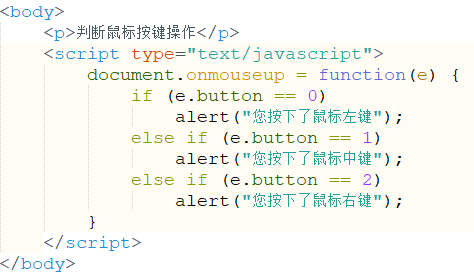 <body>
    <p>判断鼠标按键操作</p>
    <script type="text/javascript">
        document.onmouseup = function(e) {
            if (e.button == 0)
                alert("您按下了鼠标左键");
            else if (e.button == 1)
                alert("您按下了鼠标中键");
            else if (e.button == 2)
                alert("您按下了鼠标右键");
        }
    </script>
</body>